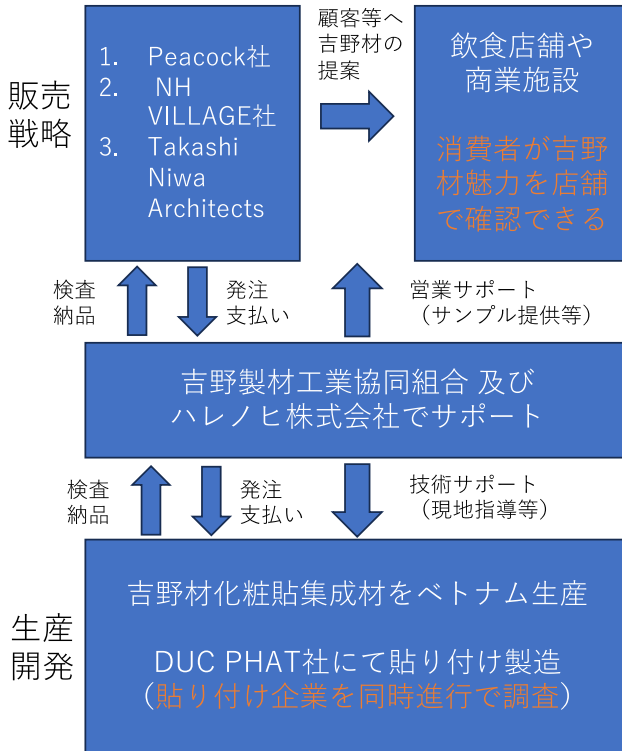 顧客等へ
吉野材の
提案
販売
戦略
1. Peacock社
2. NH
VILLAGE社
3. Takashi
Niwa
Architects
飲食店舗や
商業施設
消費者が吉野
材魅力を店舗
で確認できる
検査
納品
発注
支払い
営業サポート
（サンプル提供等）
吉野製材工業協同組合 及び
ハレノヒ株式会社でサポート
検査
納品
発注
支払い
技術サポート
（現地指導等）
生産
開発
吉野材化粧貼集成材をベトナム生産
DUC PHAT社にて貼り付け製造
（貼り付け企業を同時進行で調査）